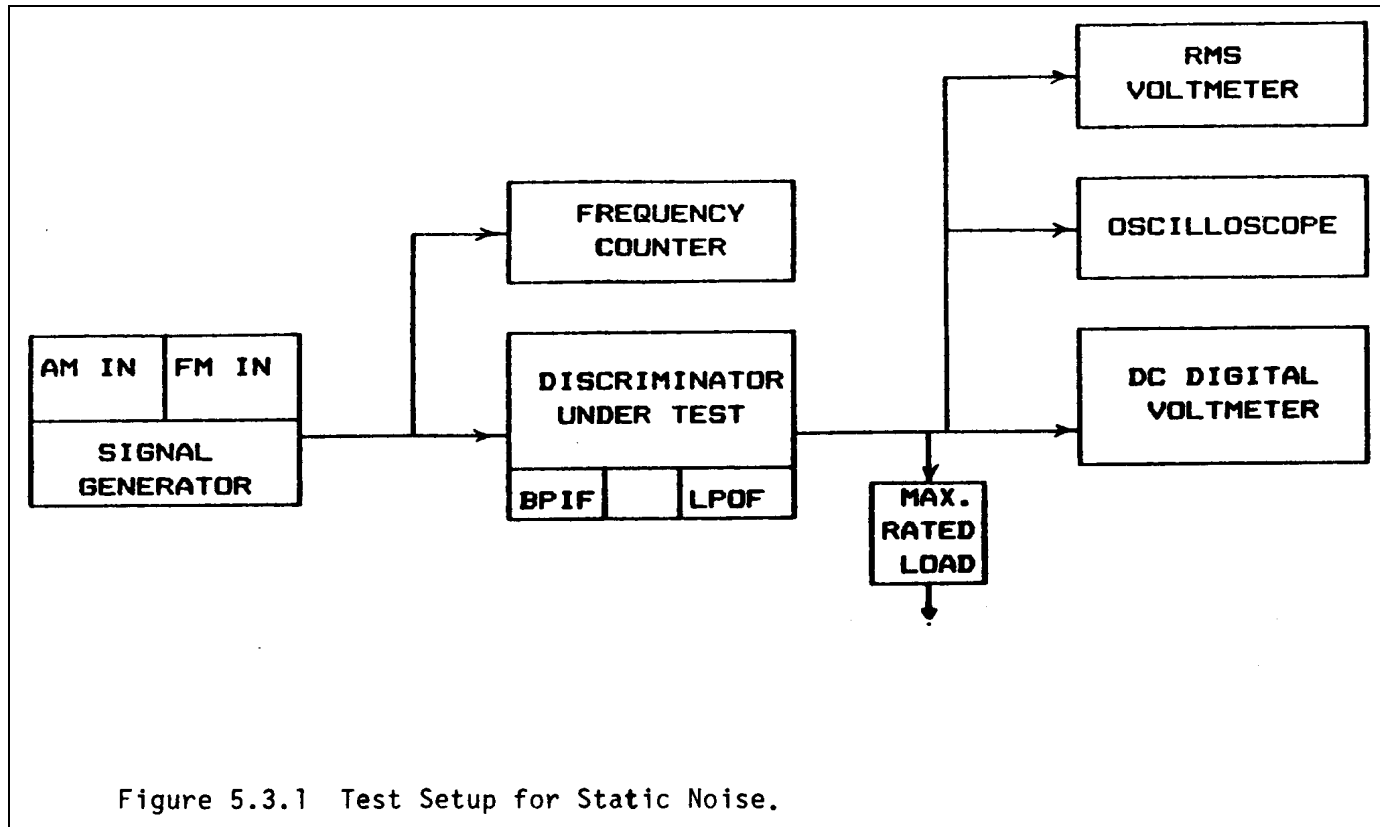 RMS
VOLTMETER
FREQUENCY
COUNTER
OSCILLOSCOPE
AM IN
FM IN
SIGNAL
GENERATOR
DISCRIMINATOR
UNDER TEST
BPIF
LPOF
DC DIGITAL
VOLTMETER
MAX.
RATED
LOAD
Figure 5.3.1 Test Setup for Static Noise.